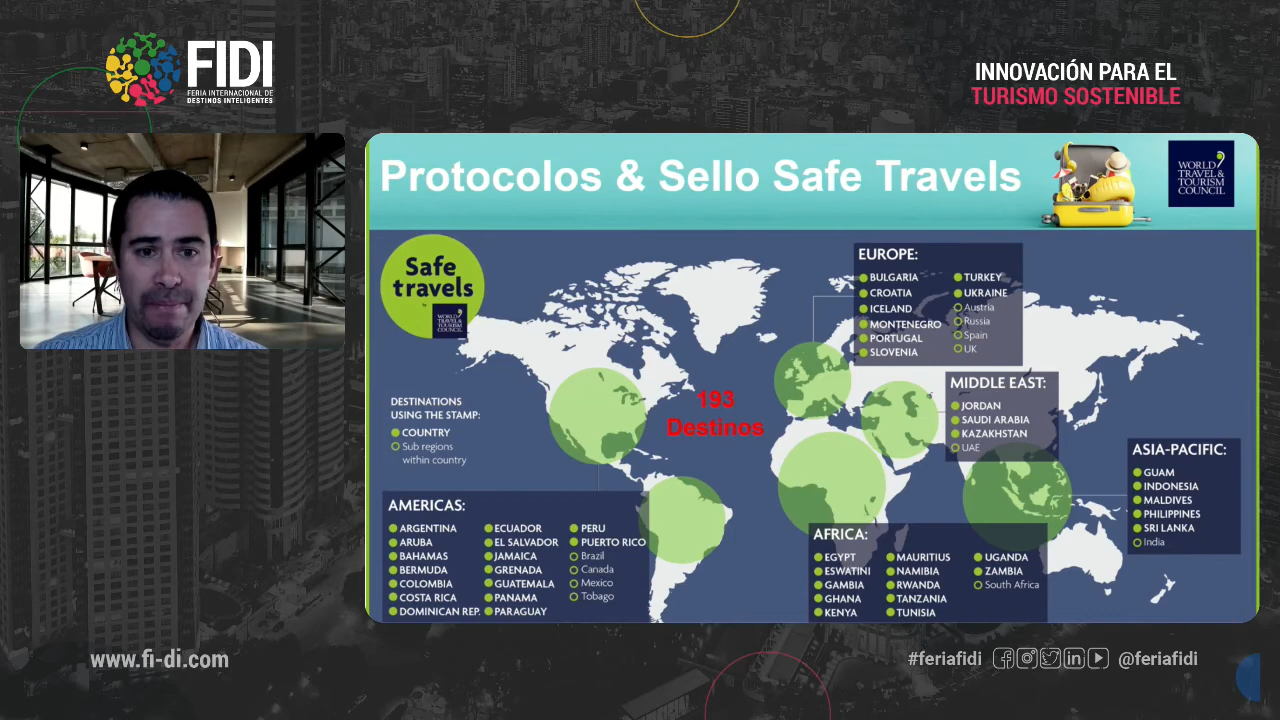 FIDI
FERIA INTERNACIONAL DE
DESTINOS INTELIGENTES
INNOVACIÓN PARA EL
TURISMO SOSTENIBLE
Protocolos & Sello Safe Travels
WORLD
TRAVEL &
TOURISM
COUNCIL
Safe
travels
by
WORLD
TRAVEL &
TOURISM
COUNCIL
193
Destinos
DESTINATIONS
USING THE STAMP:
COUNTRY
Sub regions
within country
EUROPE:
BULGARIA
CROATIA
ICELAND
MONTENEGRO
PORTUGAL
SLOVENIA
TURKEY
UKRAINE
Austria
Russia
Spain
UK
MIDDLE EAST:
JORDAN
SAUDI ARABIA
KAZAKHSTAN
UAE
ASIA-PACIFIC:
GUAM
INDONESIA
MALDIVES
PHILIPPINES
SRI LANKA
India
AMERICAS:
ARGENTINA
ARUBA
BAHAMAS
BERMUDA
COLOMBIA
COSTA RICA
DOMINICAN REP.
ECUADOR
EL SALVADOR
JAMAICA
GRENADA
GUATEMALA
PANAMA
PARAGUAY
PERU
PUERTO RICO
Brazil
Canada
Mexico
Tobago
AFRICA:
EGYPT
ESWATINI
GAMBIA
GHANA
KENYA
MAURITIUS
NAMIBIA
RWANDA
TANZANIA
TUNISIA
UGANDA
ZAMBIA
South Africa
www.fi-di.com
#feriafidi
@feriafidi